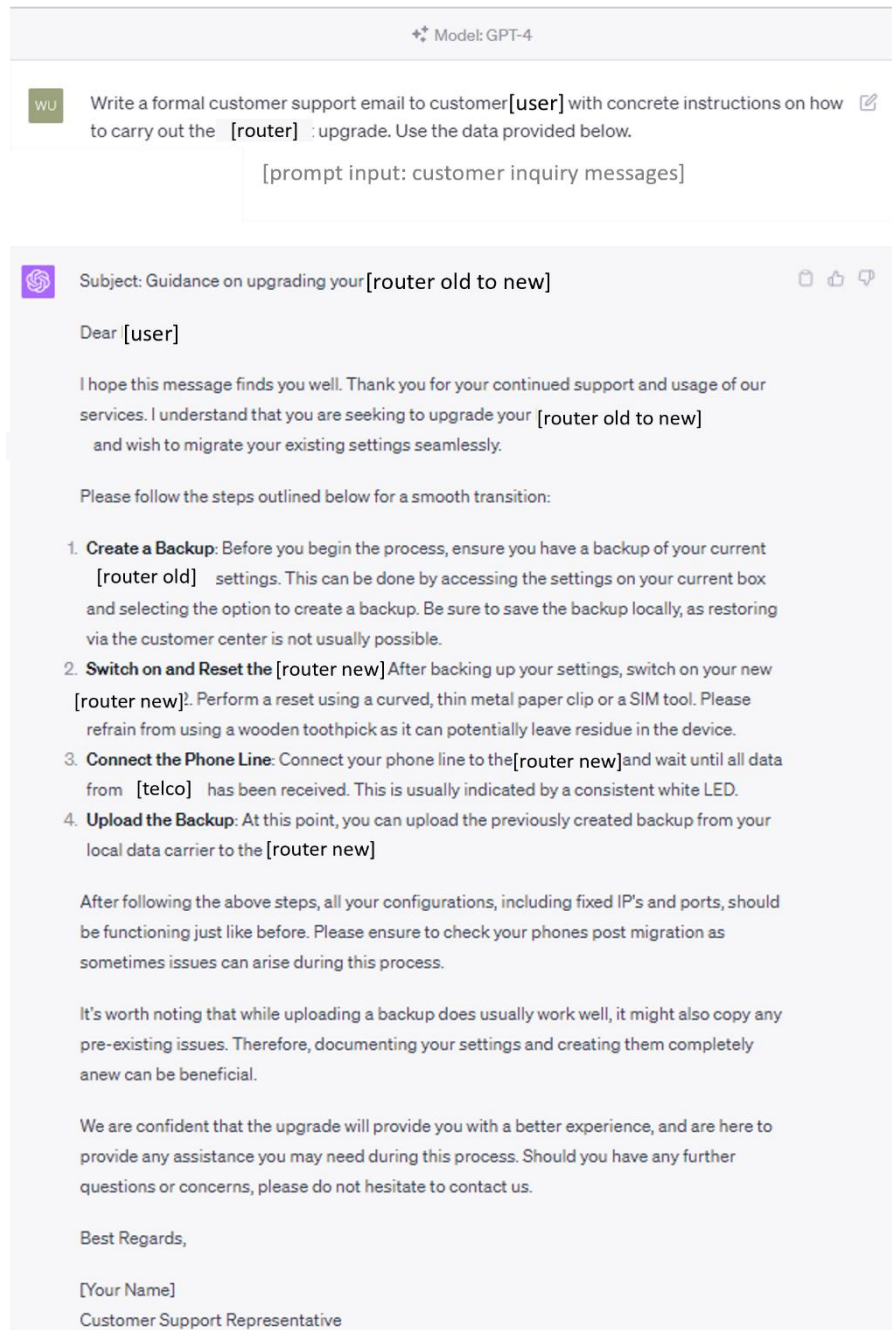 Model: GPT-4
WU
Write a formal customer support email to customer [user] with concrete instructions on how
to carry out the [router] upgrade. Use the data provided below.
[prompt input: customer inquiry messages]
Subject: Guidance on upgrading your [router old to new]
Dear [user]
I hope this message finds you well. Thank you for your continued support and usage of our
services. I understand that you are seeking to upgrade your [router old to new]
and wish to migrate your existing settings seamlessly.
Please follow the steps outlined below for a smooth transition:
1. Create a Backup: Before you begin the process, ensure you have a backup of your current
[router old] settings. This can be done by accessing the settings on your current box
and selecting the option to create a backup. Be sure to save the backup locally, as restoring
via the customer center is not usually possible.
2. Switch on and Reset the [router new] After backing up your settings, switch on your new
[router new]. Perform a reset using a curved, thin metal paper clip or a SIM tool. Please
refrain from using a wooden toothpick as it can potentially leave residue in the device.
3. Connect the Phone Line: Connect your phone line to the [router new] and wait until all data
from [telco] has been received. This is usually indicated by a consistent white LED.
4. Upload the Backup: At this point, you can upload the previously created backup from your
local data carrier to the [router new]
After following the above steps, all your configurations, including fixed IP's and ports, should
be functioning just like before. Please ensure to check your phones post migration as
sometimes issues can arise during this process.
It's worth noting that while uploading a backup does usually work well, it might also copy any
pre-existing issues. Therefore, documenting your settings and creating them completely
anew can be beneficial.
We are confident that the upgrade will provide you with a better experience, and are here to
provide any assistance you may need during this process. Should you have any further
questions or concerns, please do not hesitate to contact us.
Best Regards,
[Your Name]
Customer Support Representative